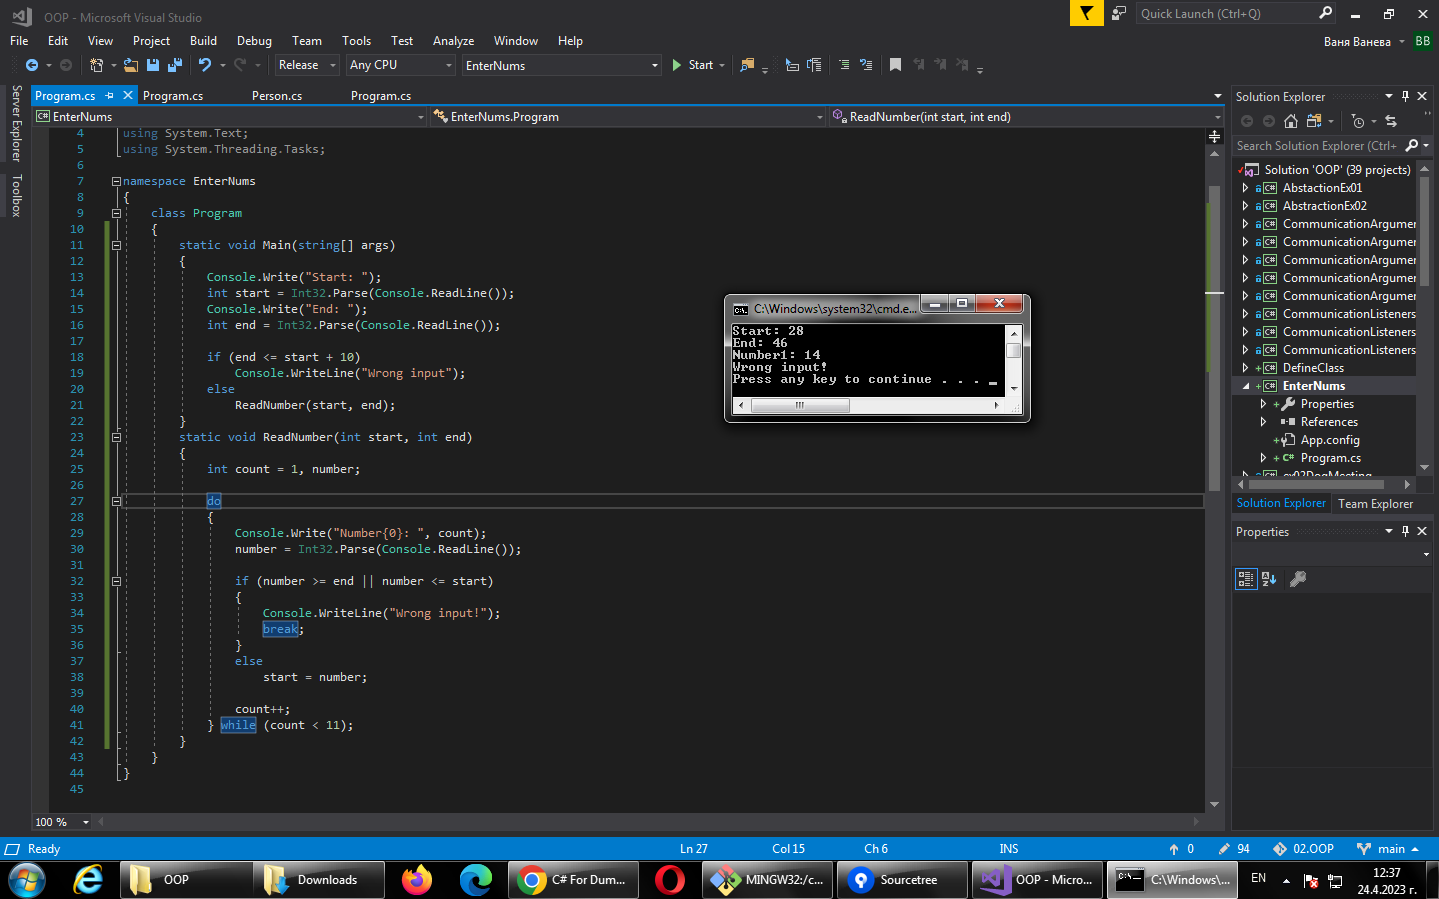 OOP - Microsoft Visual Studio
Quick Launch (Ctrl+Q)
File Edit View Project Build Debug Team Tools Test Analyze Window Help
Ваня Ванева BB
Release Any CPU EnterNums Start
Server Explorer
Toolbox
Program.cs Program.cs Person.cs Program.cs
EnterNums EnterNums.Program ReadNumber(int start, int end)
4 using System.Text;
5 using System.Threading.Tasks;
6
7 namespace EnterNums
8 {
9 class Program
10 {
11 static void Main(string[] args)
12 {
13 Console.Write("Start: ");
14 int start = Int32.Parse(Console.ReadLine());
15 Console.Write("End: ");
16 int end = Int32.Parse(Console.ReadLine());
17
18 if (end <= start + 10)
19 Console.WriteLine("Wrong input");
20 else
21 ReadNumber(start, end);
22 }
23 static void ReadNumber(int start, int end)
24 {
25 int count = 1, number;
26
27 do
28 {
29 Console.Write("Number{0}: ", count);
30 number = Int32.Parse(Console.ReadLine());
31
32 if (number >= end || number <= start)
33 {
34 Console.WriteLine("Wrong input!");
35 break;
36 }
37 else
38 start = number;
39
40 count++;
41 } while (count < 11);
42 }
43 }
44 }
45
100 %
C:\Windows\system32\cmd.e...
Start: 28
End: 46
Number1: 14
Wrong input!
Press any key to continue . . . _
Solution Explorer
Search Solution Explorer (Ctrl+
Solution 'OOP' (39 projects)
AbstactionEx01
AbstractionEx02
CommunicationArgumer
CommunicationArgumer
CommunicationArgumer
CommunicationArgumer
CommunicationArgumer
CommunicationListeners
CommunicationListeners
CommunicationListeners
DefineClass
EnterNums
Properties
References
App.config
Program.cs
Solution Explorer Team Explorer
Properties
Ready Ln 27 Col 15 Ch 6 INS 0 94 02.OOP main
OOP Downloads C# For Dum... MINGW32:/c... Sourcetree OOP - Micro... C:\Windows\... EN 12:37
24.4.2023 г.